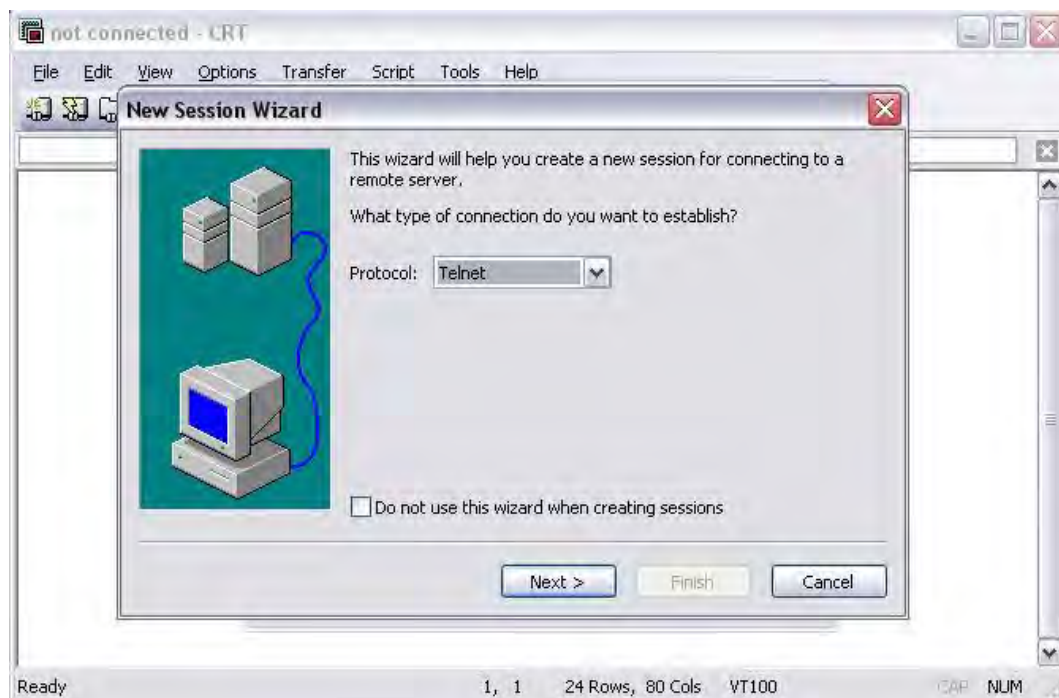 not connected - CRT
File Edit View Options Transfer Script Tools Help
New Session Wizard
This wizard will help you create a new session for connecting to a
remote server.
What type of connection do you want to establish?
Protocol: Telnet
Do not use this wizard when creating sessions
Next > Finish Cancel
Ready 1, 1 24 Rows, 80 Cols VT100 CAP NUM